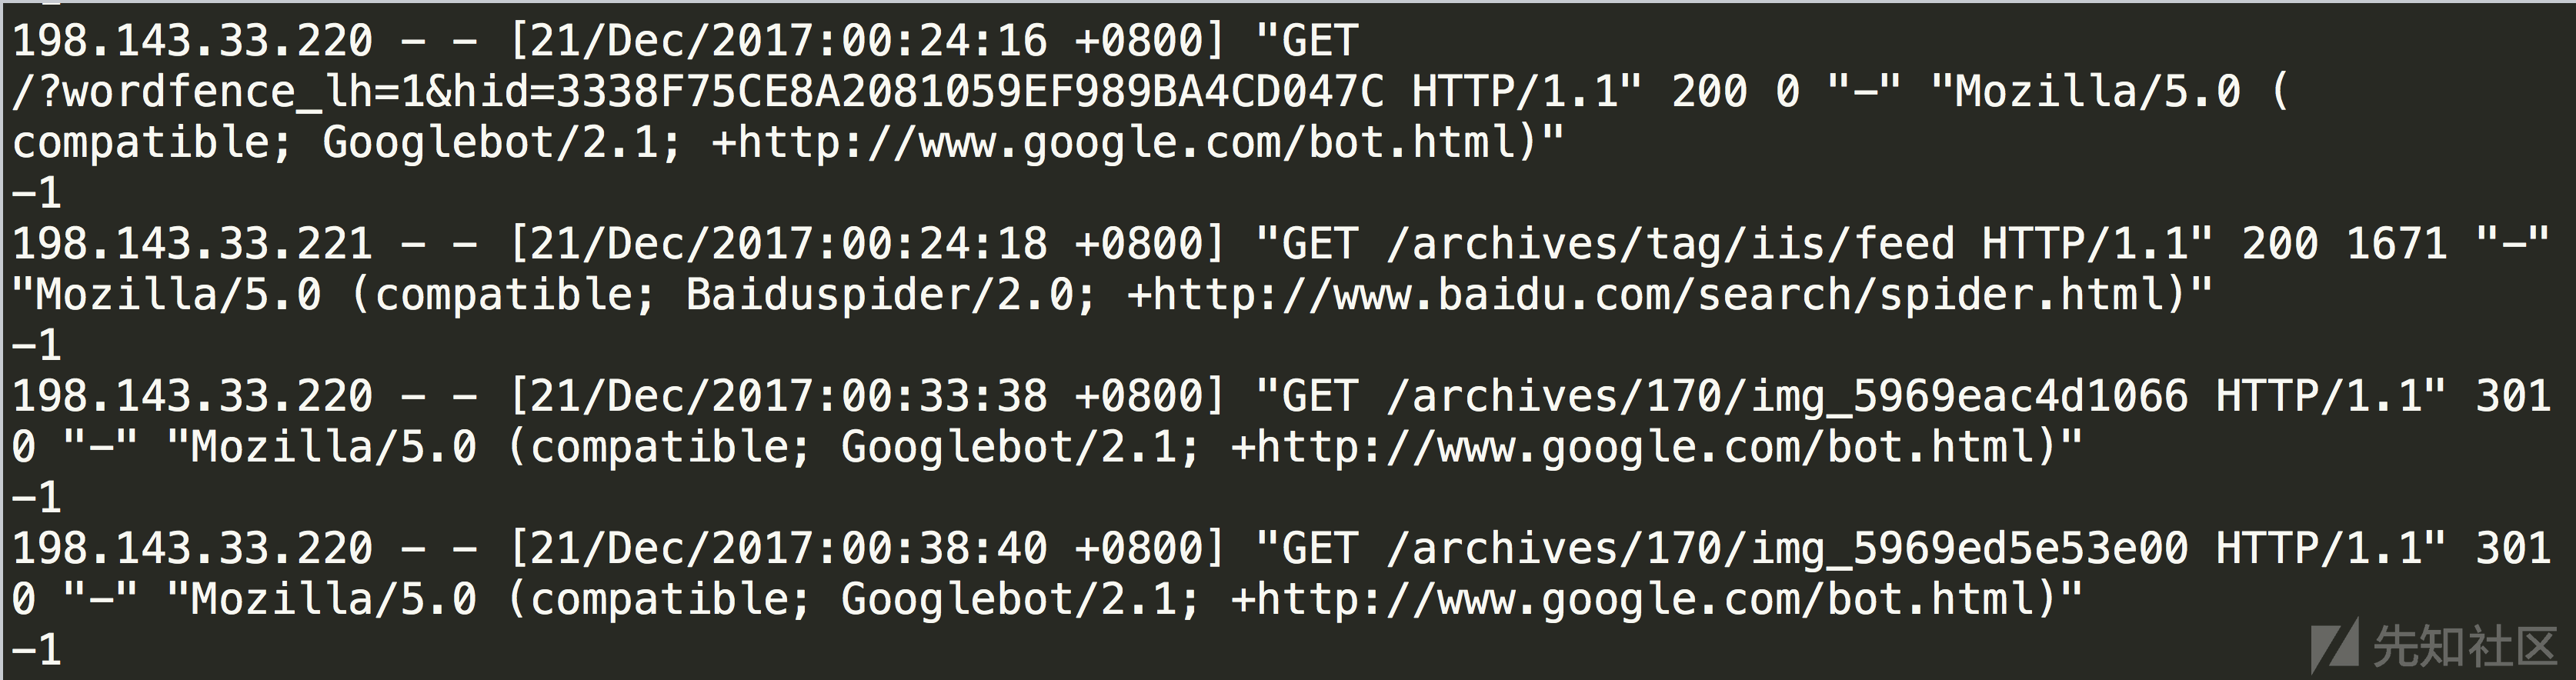 198.143.33.220 - - [21/Dec/2017:00:24:16 +0800] "GET
/?wordfence_lh=1&hid=3338F75CE8A2081059EF989BA4CD047C HTTP/1.1" 200 0 "-" "Mozilla/5.0 (
compatible; Googlebot/2.1; +http://www.google.com/bot.html)"
-1
198.143.33.221 - - [21/Dec/2017:00:24:18 +0800] "GET /archives/tag/iis/feed HTTP/1.1" 200 1671 "-"
"Mozilla/5.0 (compatible; Baiduspider/2.0; +http://www.baidu.com/search/spider.html)"
-1
198.143.33.220 - - [21/Dec/2017:00:33:38 +0800] "GET /archives/170/img_5969eac4d1066 HTTP/1.1" 301
0 "-" "Mozilla/5.0 (compatible; Googlebot/2.1; +http://www.google.com/bot.html)"
-1
198.143.33.220 - - [21/Dec/2017:00:38:40 +0800] "GET /archives/170/img_5969ed5e53e00 HTTP/1.1" 301
0 "-" "Mozilla/5.0 (compatible; Googlebot/2.1; +http://www.google.com/bot.html)"
-1
先知社区